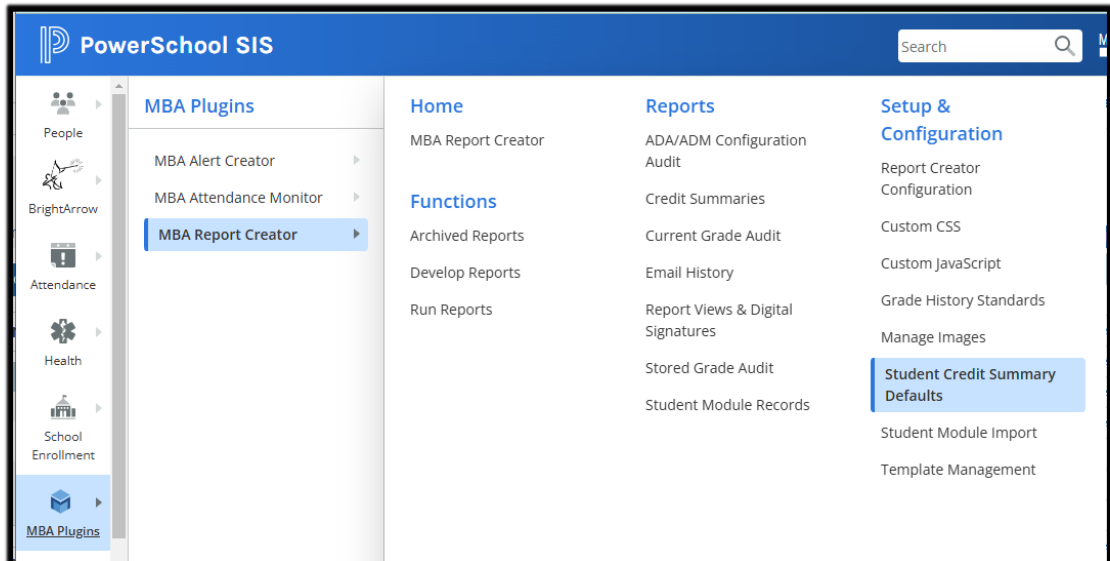 PowerSchool SIS
Search
M
People
BrightArrow
Attendance
Health
School
Enrollment
MBA Plugins
MBA Plugins
MBA Alert Creator
MBA Attendance Monitor
MBA Report Creator
Home
MBA Report Creator
Functions
Archived Reports
Develop Reports
Run Reports
Reports
ADA/ADM Configuration
Audit
Credit Summaries
Current Grade Audit
Email History
Report Views & Digital
Signatures
Stored Grade Audit
Student Module Records
Setup &
Configuration
Report Creator
Configuration
Custom CSS
Custom JavaScript
Grade History Standards
Manage Images
Student Credit Summary
Defaults
Student Module Import
Template Management